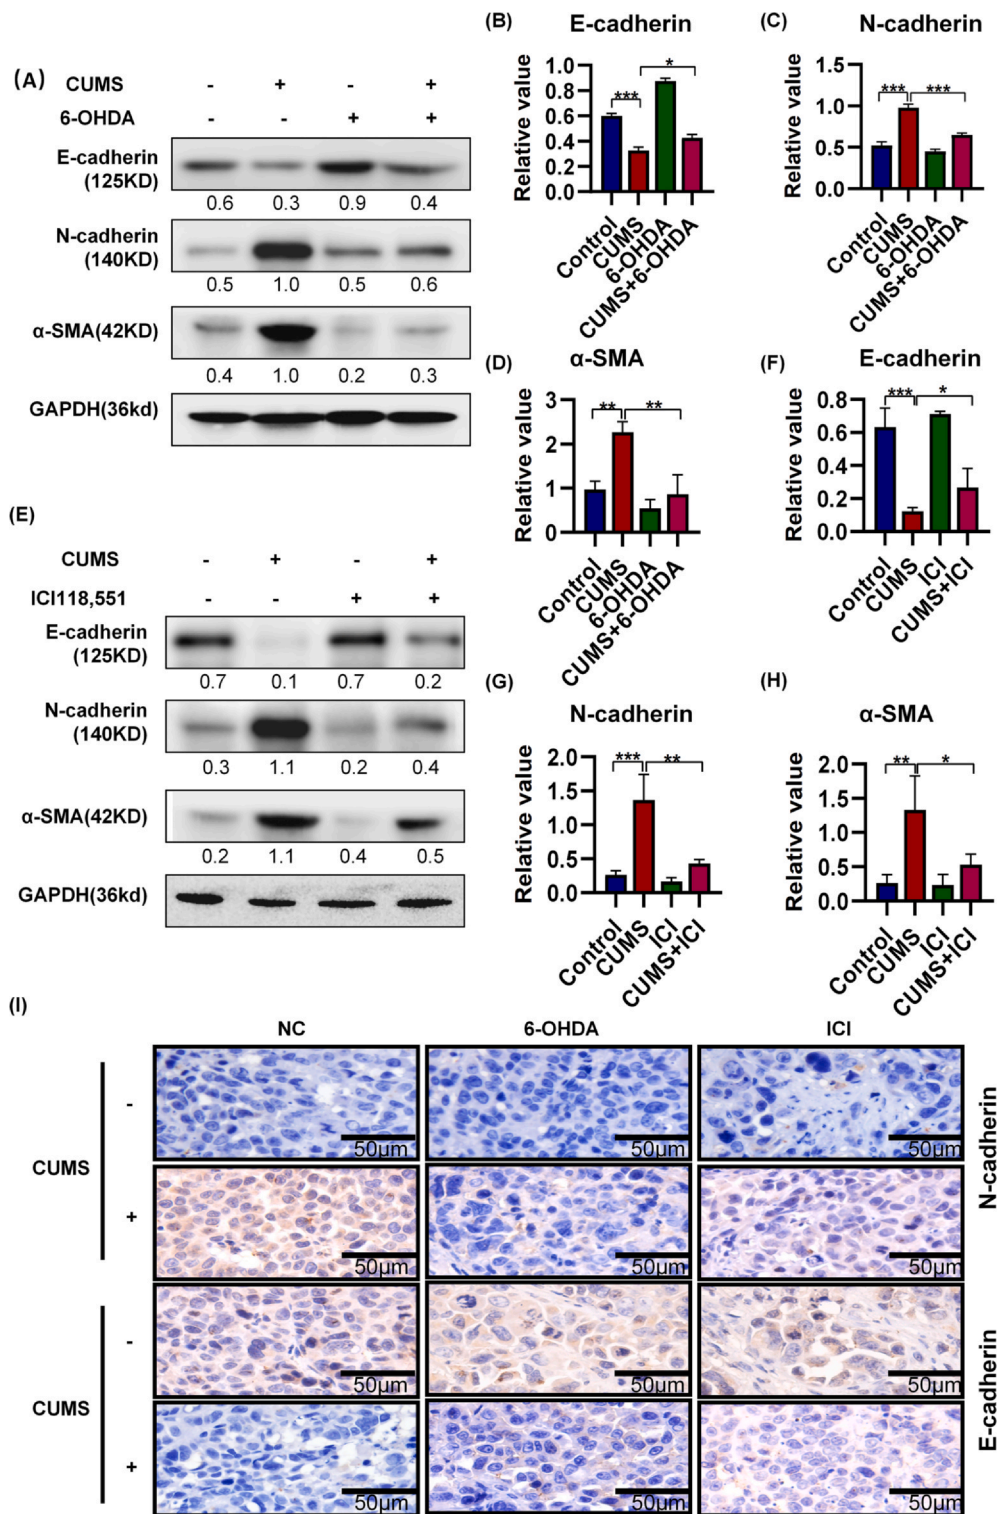 (A)
CUMS - + - +
6-OHDA - - + +
E-cadherin
(125KD)
0.6 0.3 0.9 0.4
N-cadherin
(140KD)
0.5 1.0 0.5 0.6
α-SMA(42KD)
0.4 1.0 0.2 0.3
GAPDH(36kd)
(B) E-cadherin
Relative value
1.0
0.8
0.6
0.4
0.2
0.0
***
*
Control
CUMS
6-OHDA
CUMS+6-OHDA
(C) N-cadherin
Relative value
1.5
1.0
0.5
0.0
*** ***
Control
CUMS
6-OHDA
CUMS+6-OHDA
(D) α-SMA
Relative value
3
2
1
0
** **
Control
CUMS
6-OHDA
CUMS+6-OHDA
(F) E-cadherin
Relative value
0.8
0.6
0.4
0.2
0.0
*** *
Control
CUMS
ICI
CUMS+ICI
(E)
CUMS - + - +
ICI118,551 - - + +
E-cadherin
(125KD)
0.7 0.1 0.7 0.2
N-cadherin
(140KD)
0.3 1.1 0.2 0.4
α-SMA(42KD)
0.2 1.1 0.4 0.5
GAPDH(36kd)
(G) N-cadherin
Relative value
2.0
1.5
1.0
0.5
0.0
*** **
Control
CUMS
ICI
CUMS+ICI
(H) α-SMA
Relative value
2.0
1.5
1.0
0.5
0.0
** *
Control
CUMS
ICI
CUMS+ICI
(I)
NC 6-OHDA ICI
-
50μm 50μm 50μm
CUMS
N-cadherin
+
50μm 50μm 50μm
-
50μm 50μm 50μm
CUMS
E-cadherin
+
50μm 50μm 50μm